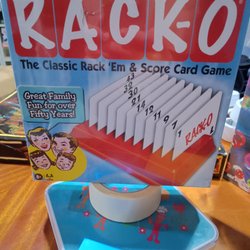 RACK-O
The Classic Rack 'Em & Score Card Game
Great Family
Fun for over
Fifty Years!
RACK-O